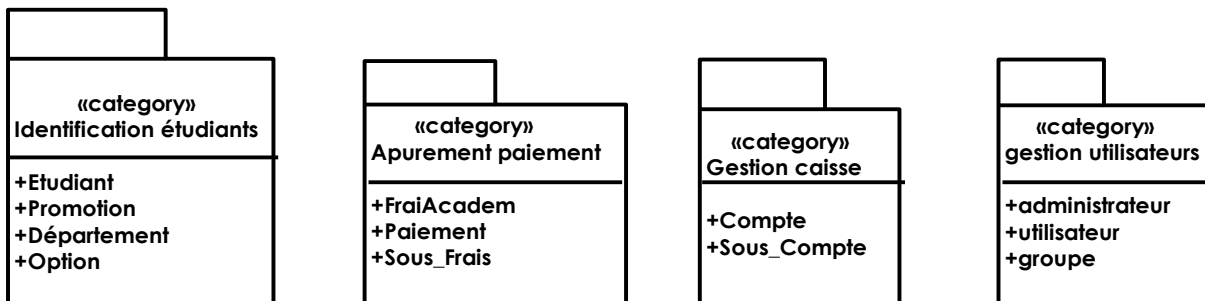 «category»
Identification étudiants
+Etudiant
+Promotion
+Département
+Option
«category»
Apurement paiement
+FraiAcadem
+Paiement
+Sous_Frais
«category»
Gestion caisse
+Compte
+Sous_Compte
«category»
gestion utilisateurs
+administrateur
+utilisateur
+groupe